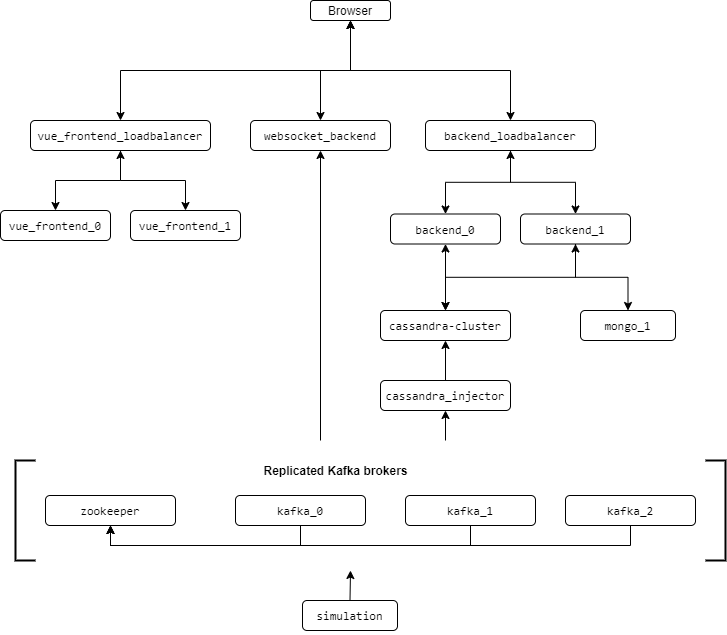 Browser
vue_frontend_loadbalancer
websocket_backend
backend_loadbalancer
vue_frontend_0
vue_frontend_1
backend_0
backend_1
cassandra-cluster
mongo_1
cassandra_injector
Replicated Kafka brokers
zookeeper
kafka_0
kafka_1
kafka_2
simulation